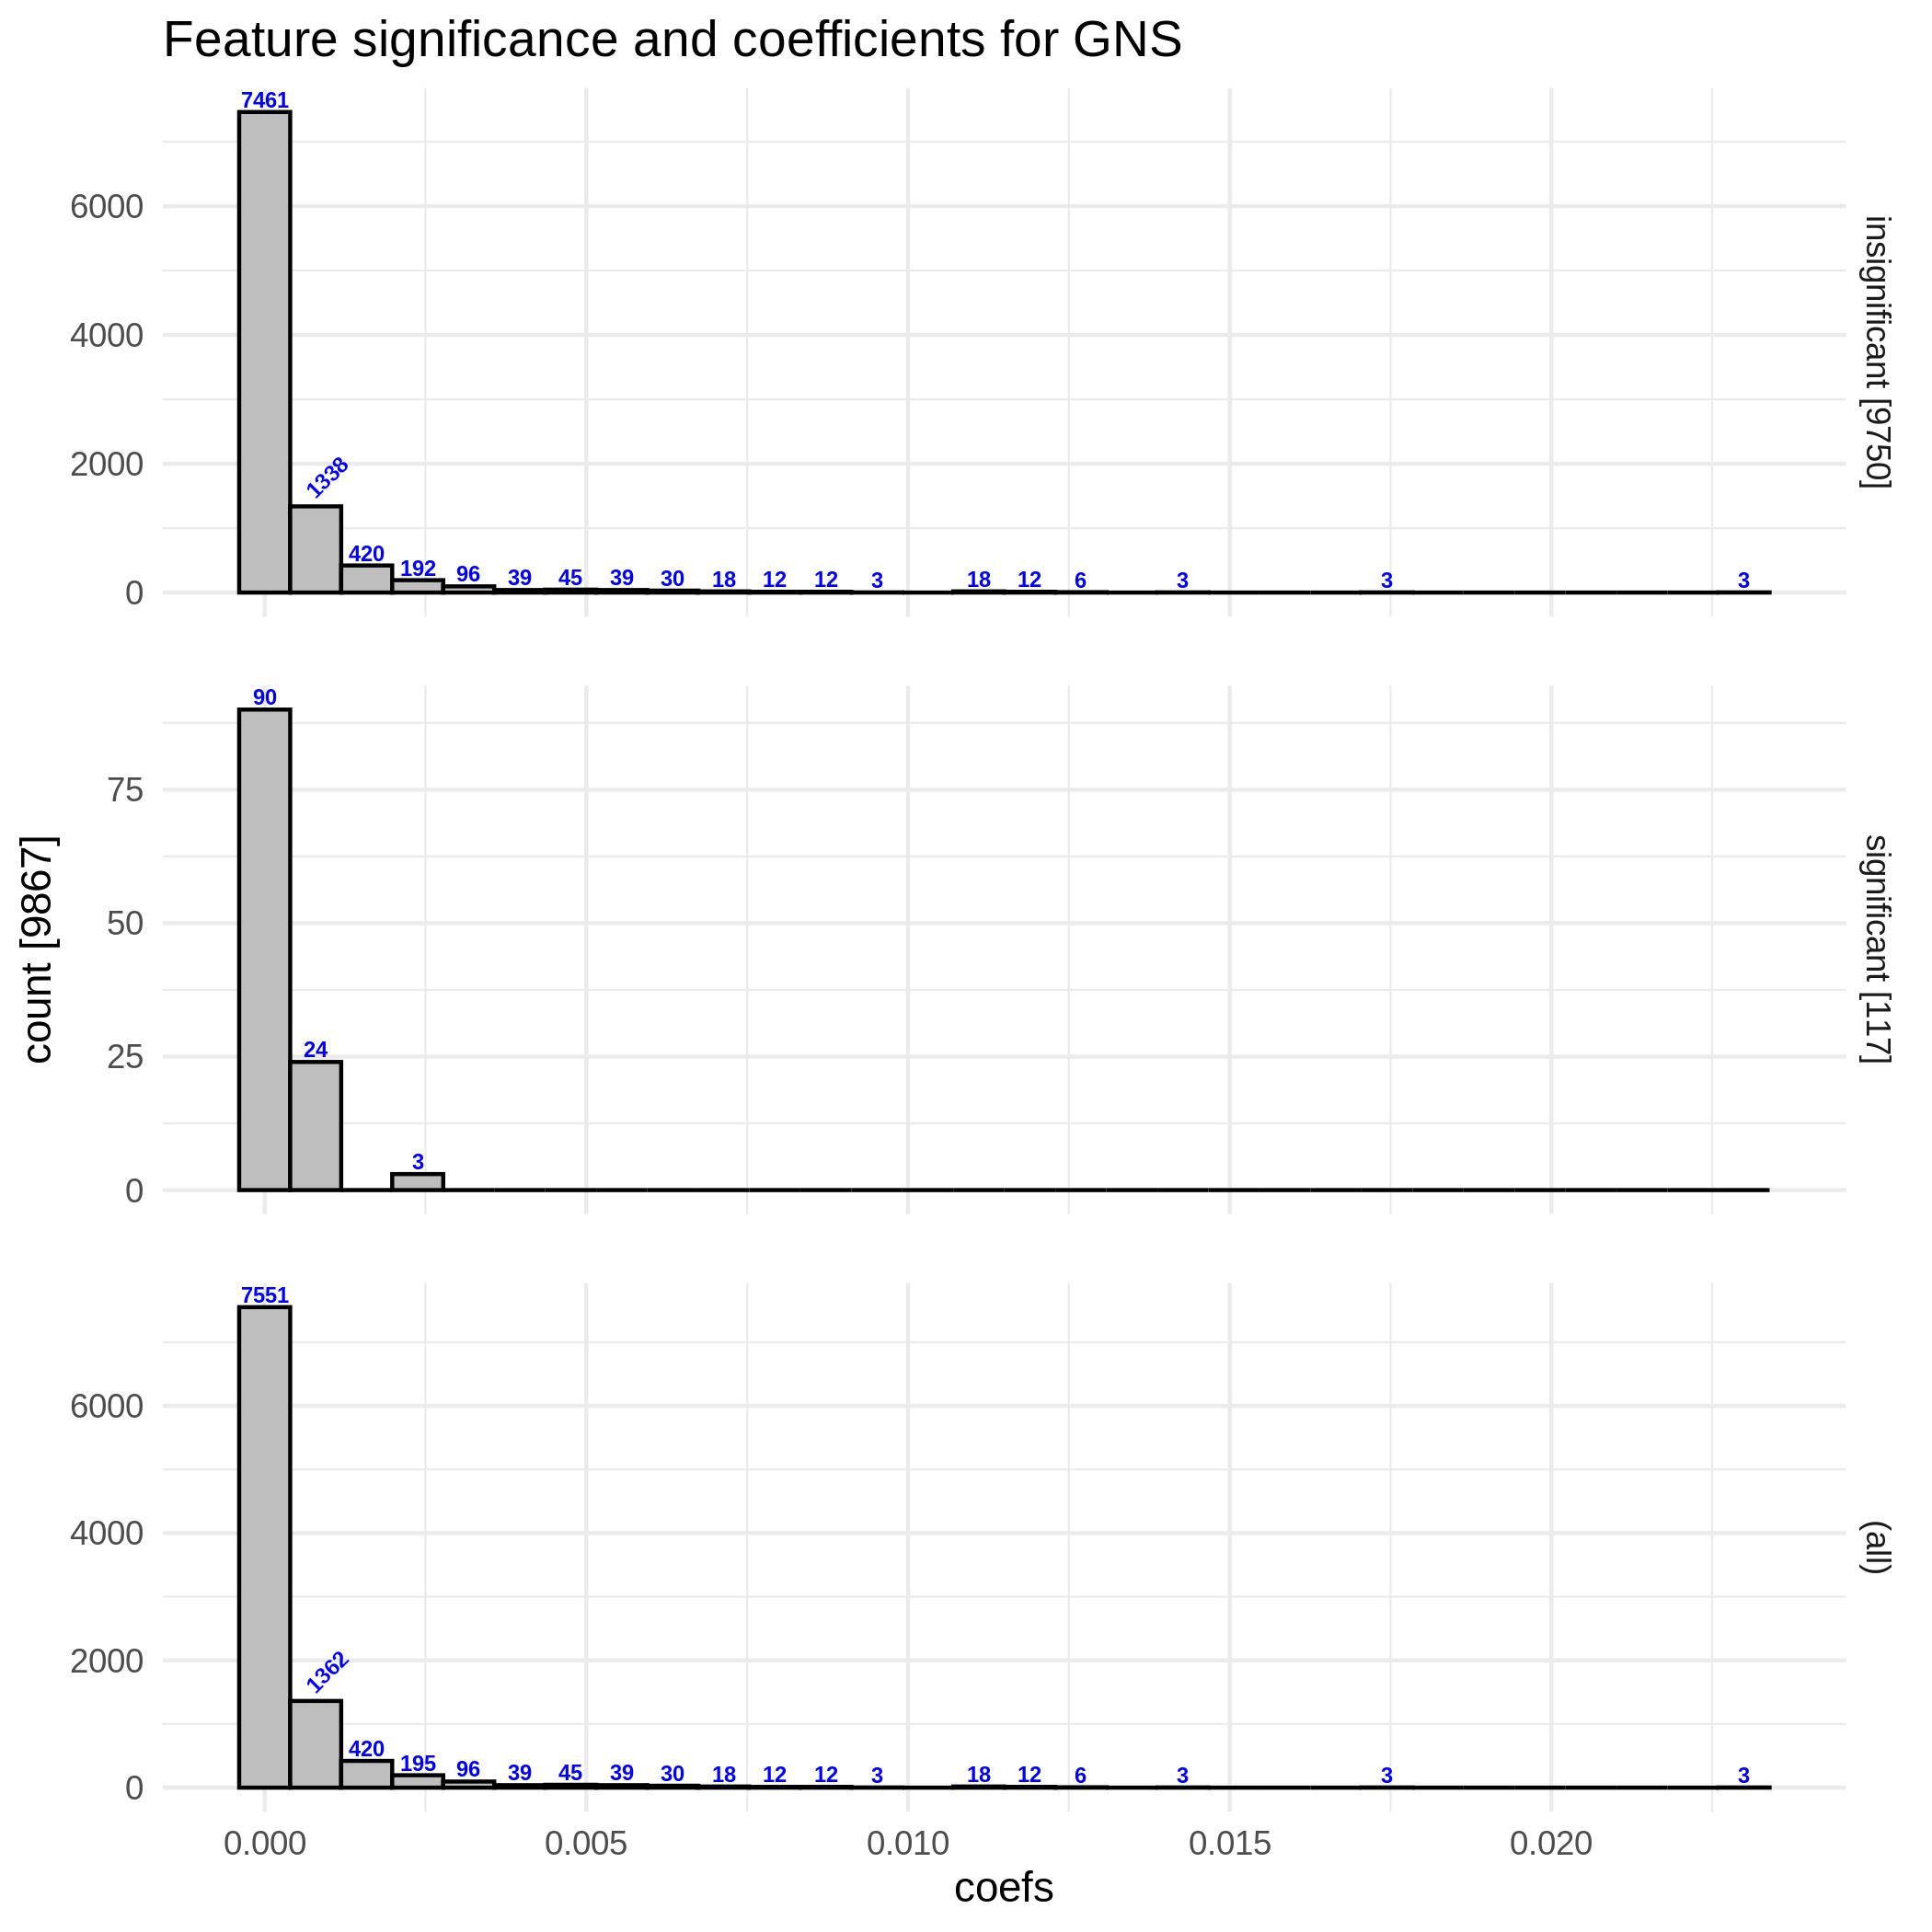 Feature significance and coefficients for GNS
7461
6000
4000
2000
1338
420 192 96 39 45 39 30 18 12 12 3 18 12 6 3 3 3
0
insignificant [9750]
90
75
50
25
24
3
0
significant [117]
count [9867]
7551
6000
4000
2000
1362
420 195 96 39 45 39 30 18 12 12 3 18 12 6 3 3 3
0
(all)
0.000 0.005 0.010 0.015 0.020
coefs